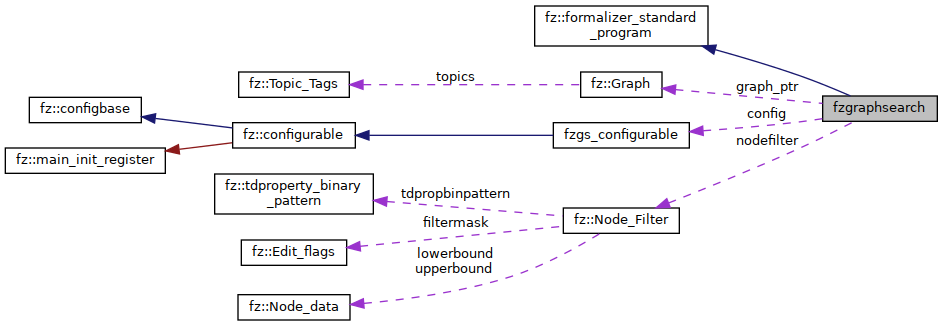 fz::formalizer_standard
_program
fz::Topic_Tags
topics
fz::Graph
graph_ptr
fzgraphsearch
fz::configbase
fz::configurable
fzgs_configurable
config
fz::main_init_register
nodefilter
fz::tdproperty_binary
_pattern
tdpropbinpattern
fz::Node_Filter
filtermask
fz::Edit_flags
lowerbound
upperbound
fz::Node_data